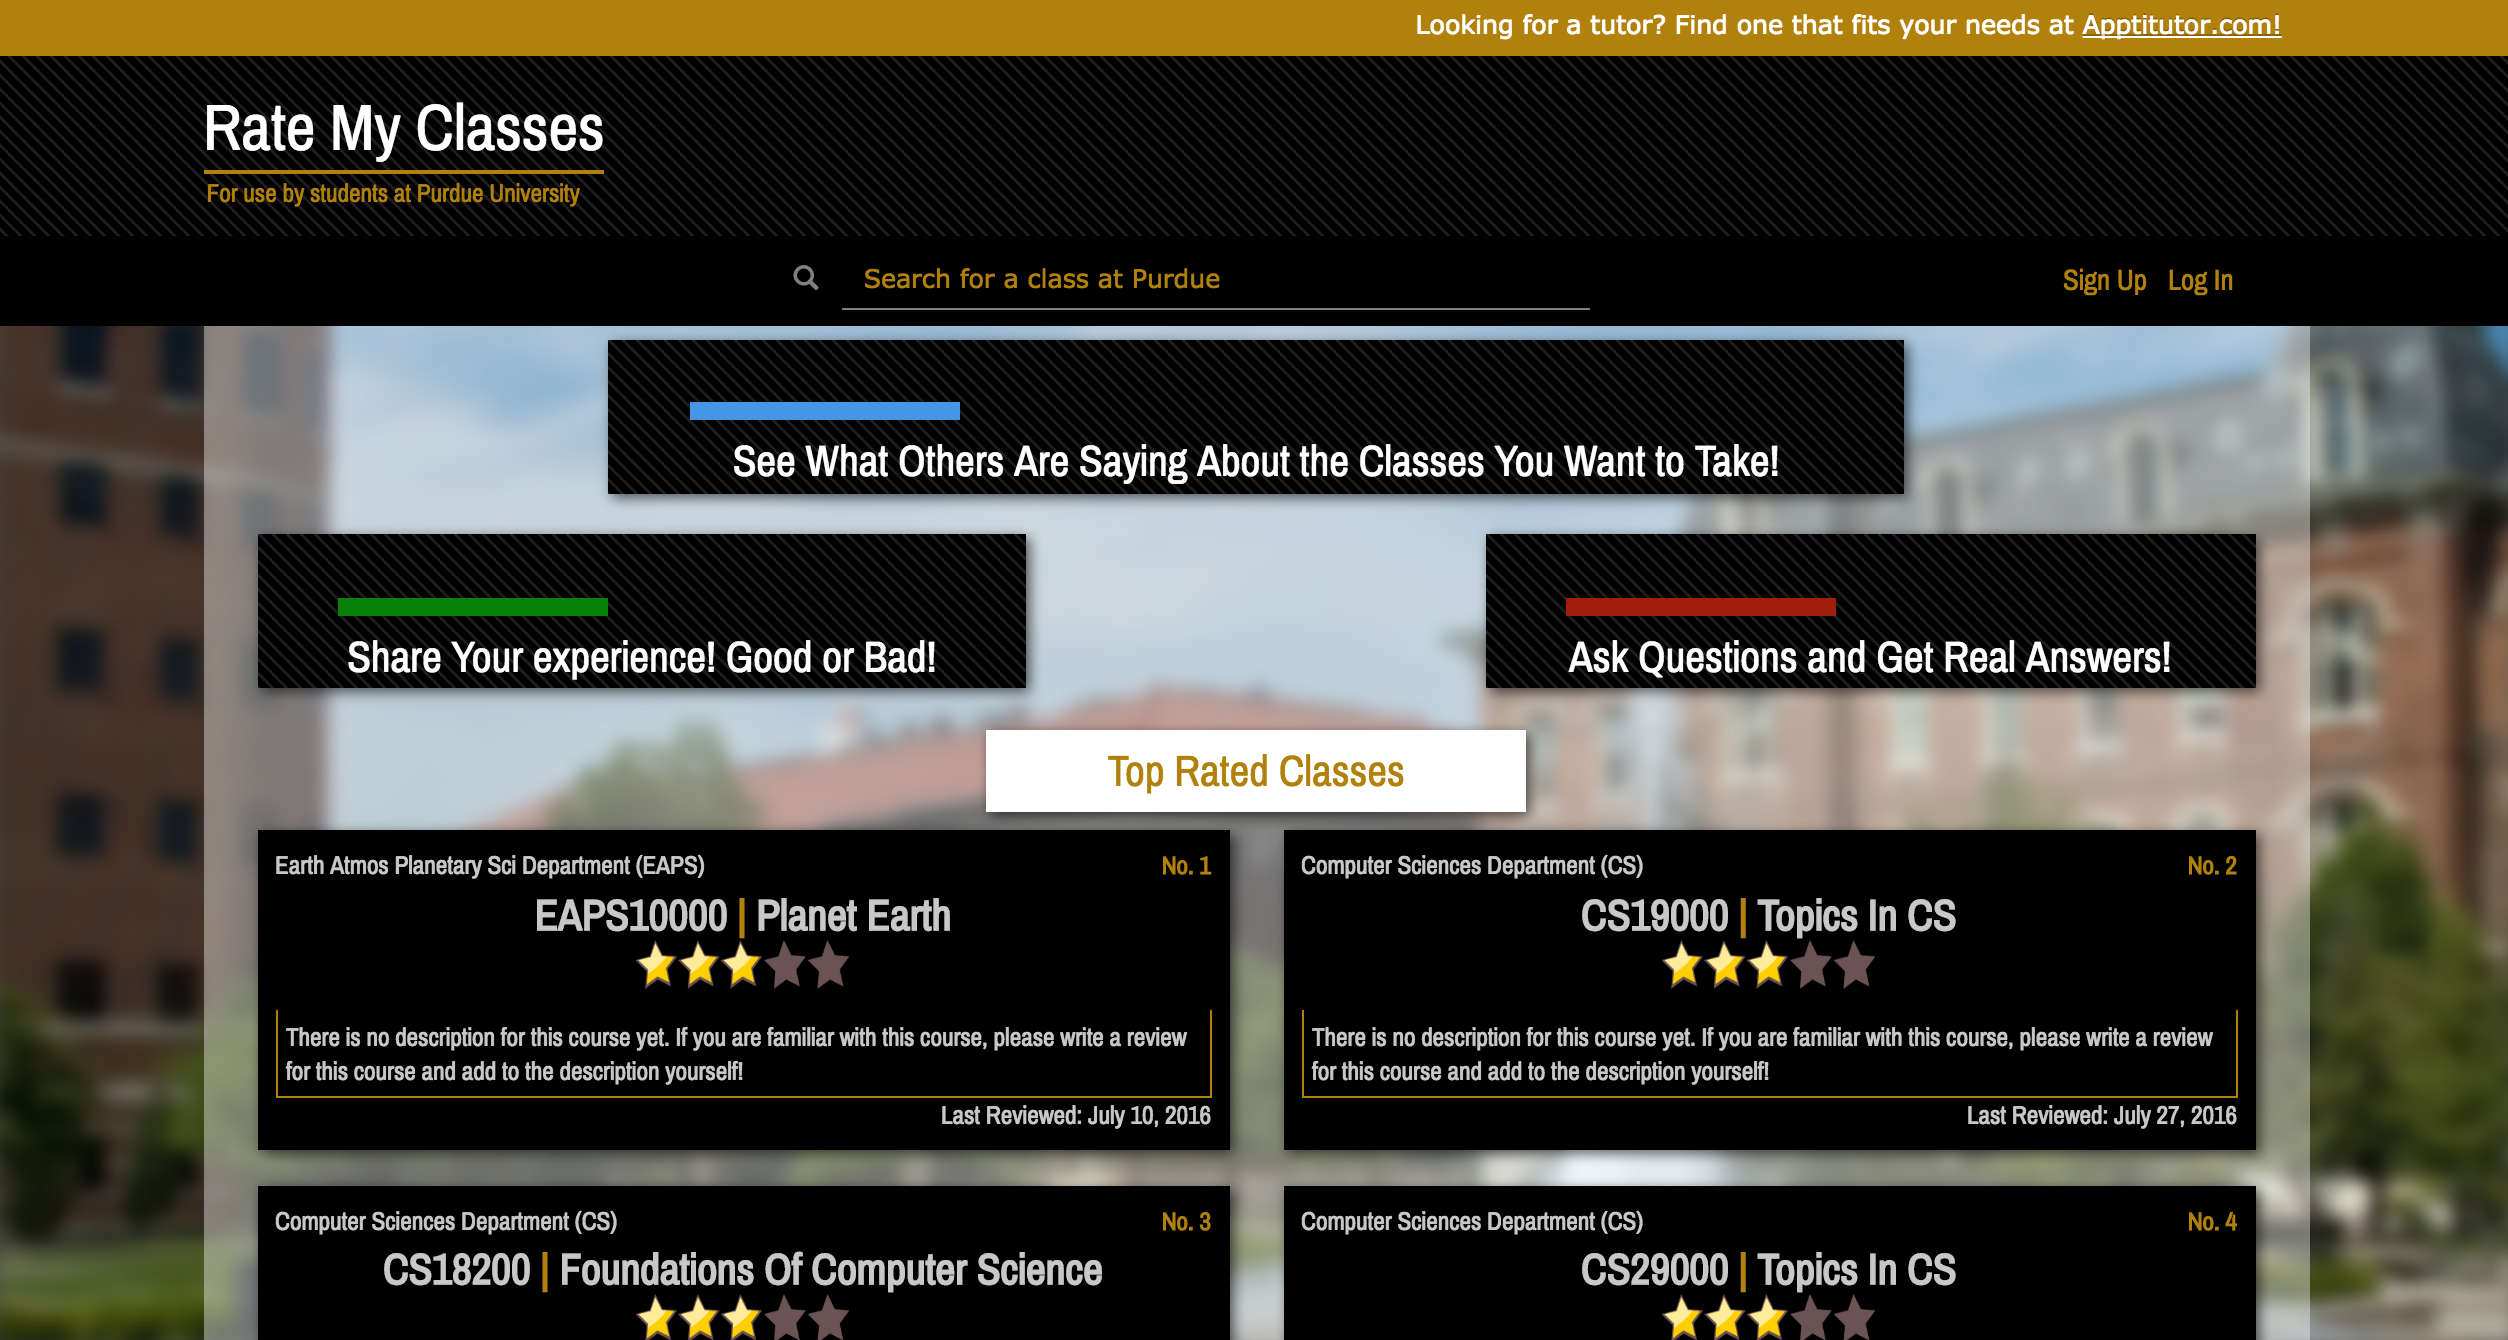 Looking for a tutor? Find one that fits your needs at Apptitutor.com!
Rate My Classes
For use by students at Purdue University
Search for a class at Purdue
Sign Up Log In
See What Others Are Saying About the Classes You Want to Take!
Share Your experience! Good or Bad!
Ask Questions and Get Real Answers!
Top Rated Classes
Earth Atmos Planetary Sci Department (EAPS) No. 1
EAPS10000 | Planet Earth
There is no description for this course yet. If you are familiar with this course, please write a review
for this course and add to the description yourself!
Last Reviewed: July 10, 2016
Computer Sciences Department (CS) No. 2
CS19000 | Topics In CS
There is no description for this course yet. If you are familiar with this course, please write a review
for this course and add to the description yourself!
Last Reviewed: July 27, 2016
Computer Sciences Department (CS) No. 3
CS18200 | Foundations Of Computer Science
Computer Sciences Department (CS) No. 4
CS29000 | Topics In CS